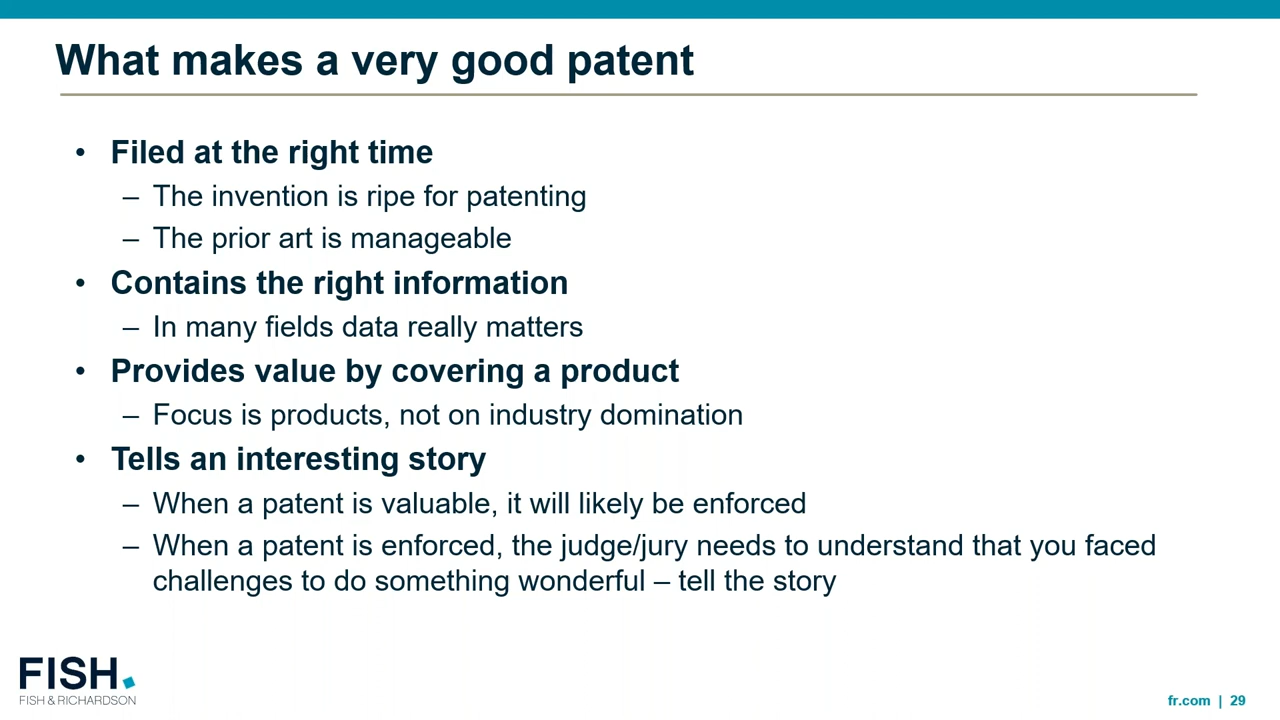 What makes a very good patent
• Filed at the right time
– The invention is ripe for patenting
– The prior art is manageable
• Contains the right information
– In many fields data really matters
• Provides value by covering a product
– Focus is products, not on industry domination
• Tells an interesting story
– When a patent is valuable, it will likely be enforced
– When a patent is enforced, the judge/jury needs to understand that you faced
challenges to do something wonderful – tell the story
FISH.
FISH & RICHARDSON
fr.com | 29